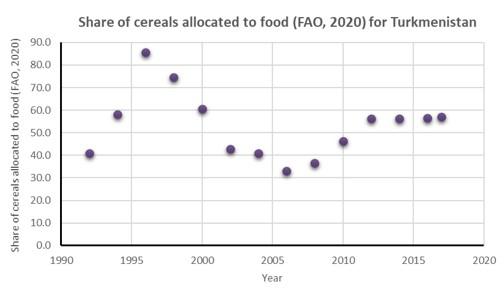 Share of cereals allocated to food (FAO, 2020) for Turkmenistan
Share of cereals allocated to food (FAO, 2020)
90.0
80.0
70.0
60.0
50.0
40.0
30.0
20.0
10.0
0.0
1990 1995 2000 2005 2010 2015 2020
Year